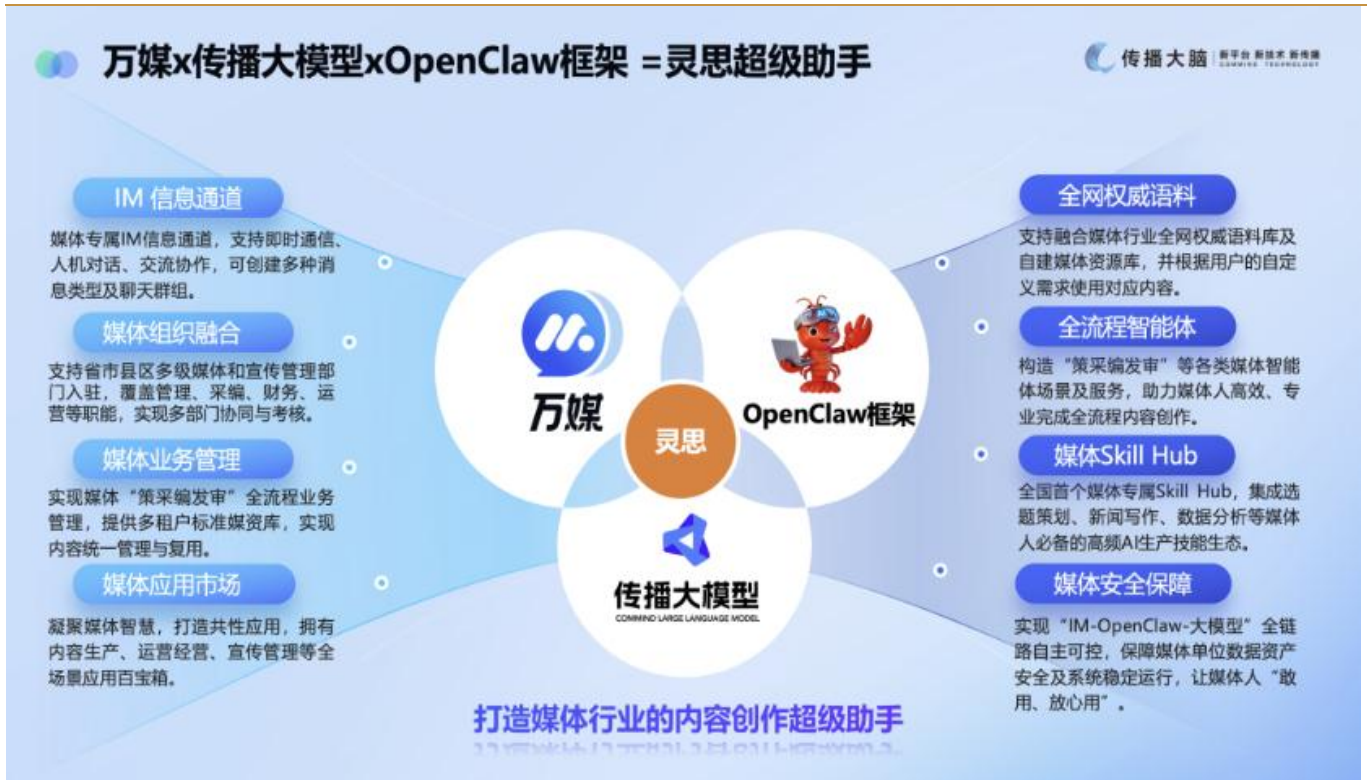 万媒x传播大模型xOpenClaw框架 =灵思超级助手
传播大脑
新平台 新技术 新传播
COMMIND TECHNOLOGY
IM 信息通道
媒体专属IM信息通道，支持即时通信、
人机对话、交流协作，可创建多种消
息类型及聊天群组。
媒体组织融合
支持省市县区多级媒体和宣传管理部
门入驻，覆盖管理、采编、财务、运
营等职能，实现多部门协同与考核。
媒体业务管理
实现媒体“策采编发审”全流程业务
管理，提供多租户标准媒资库，实现
内容统一管理与复用。
媒体应用市场
凝聚媒体智慧，打造共性应用，拥有
内容生产、运营经营、宣传管理等全
场景应用百宝箱。
万媒
OpenClaw框架
灵思
传播大模型
COMMIND LARGE LANGUAGE MODEL
打造媒体行业的内容创作超级助手
全网权威语料
支持融合媒体行业全网权威语料库及
自建媒体资源库，并根据用户的自定
义需求使用对应内容。
全流程智能体
构造“策采编发审”等各类媒体智能
体场景及服务，助力媒体人高效、专
业完成全流程内容创作。
媒体Skill Hub
全国首个媒体专属Skill Hub，集成选
题策划、新闻写作、数据分析等媒体
人必备的高频AI生产技能生态。
媒体安全保障
实现“IM-OpenClaw-大模型”全链
路自主可控，保障媒体单位数据资产
安全及系统稳定运行，让媒体人“敢
用、放心用”。